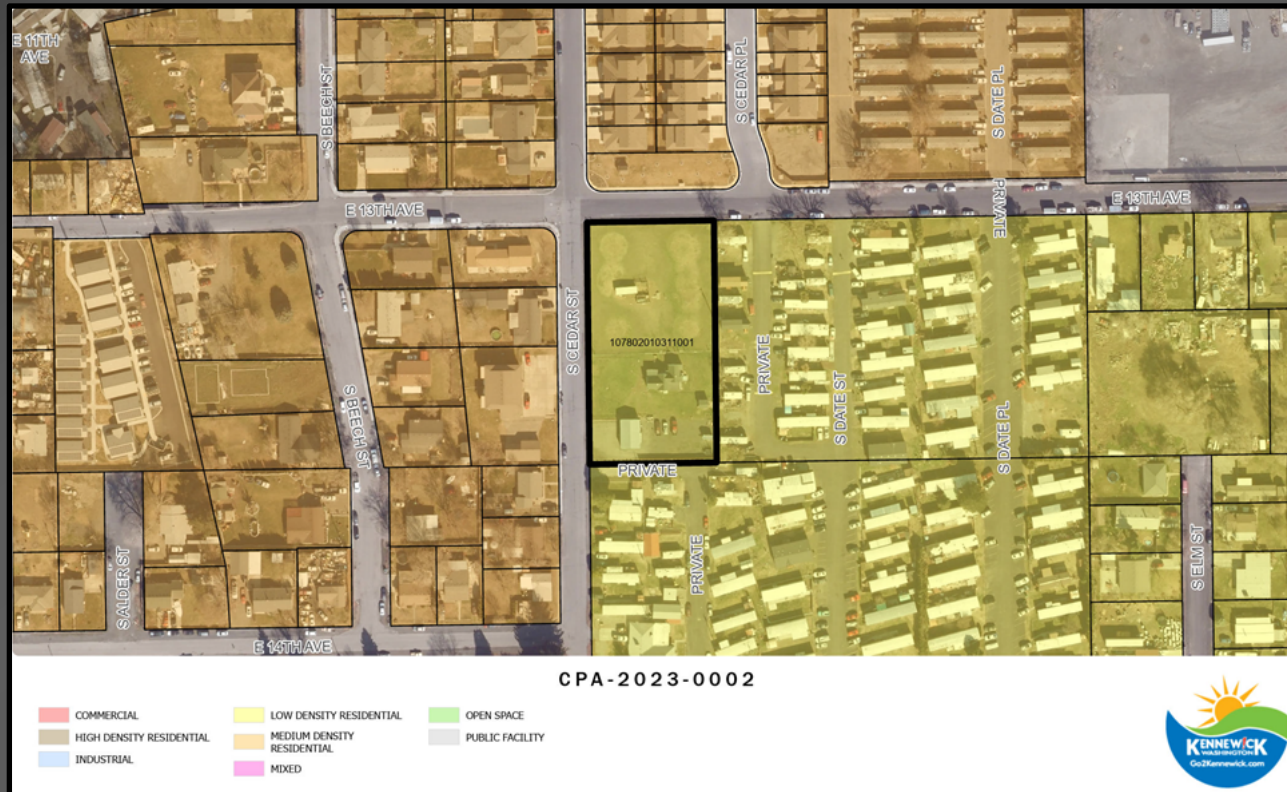 E 11TH
AVE
S BEECH ST
S CEDAR PL
S DATE PL
PRIVATE
E 13TH AVE
E 13TH AVE
S CEDAR ST
107802010311001
PRIVATE
S DATE ST
S BEECH ST
S DATE PL
PRIVATE
PRIVATE
S ALDER ST
S ELM ST
E 14TH AVE
CPA-2023-0002
COMMERCIAL
HIGH DENSITY RESIDENTIAL
INDUSTRIAL
LOW DENSITY RESIDENTIAL
MEDIUM DENSITY
RESIDENTIAL
MIXED
OPEN SPACE
PUBLIC FACILITY
KENNEWICK
WASHINGTON
Go2Kennewick.com